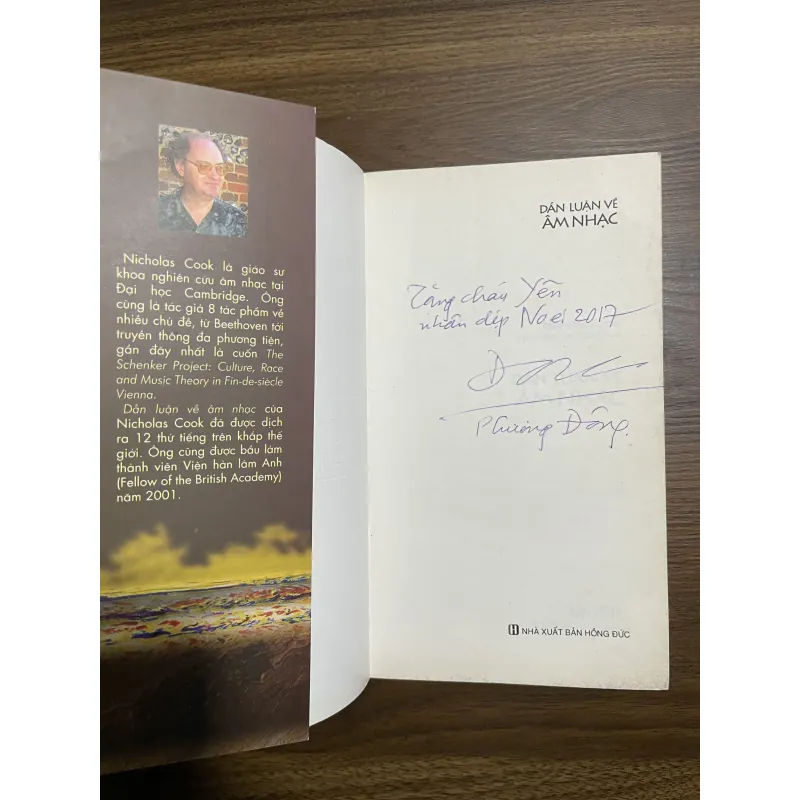 Nicholas Cook là giáo sư
khoa nghiên cứu âm nhạc tại
Đại học Cambridge. Ông
cũng là tác giả 8 tác phẩm về
nhiều chủ đề, từ Beethoven tới
truyền thông đa phương tiện,
gần đây nhất là cuốn The
Schenker Project: Culture, Race
and Music Theory in Fin-de-siècle
Vienna.
Dẫn luận về âm nhạc của
Nicholas Cook đã được dịch
ra 12 thứ tiếng trên khắp thế
giới. Ông cũng được bầu làm
thành viên Viện hàn lâm Anh
(Fellow of the British Academy)
năm 2001.
DẪN LUẬN VỀ
ÂM NHẠC
Tặng cháu Yến
nhân dịp Noel 2017
Phương Đông.
NHÀ XUẤT BẢN HỒNG ĐỨC